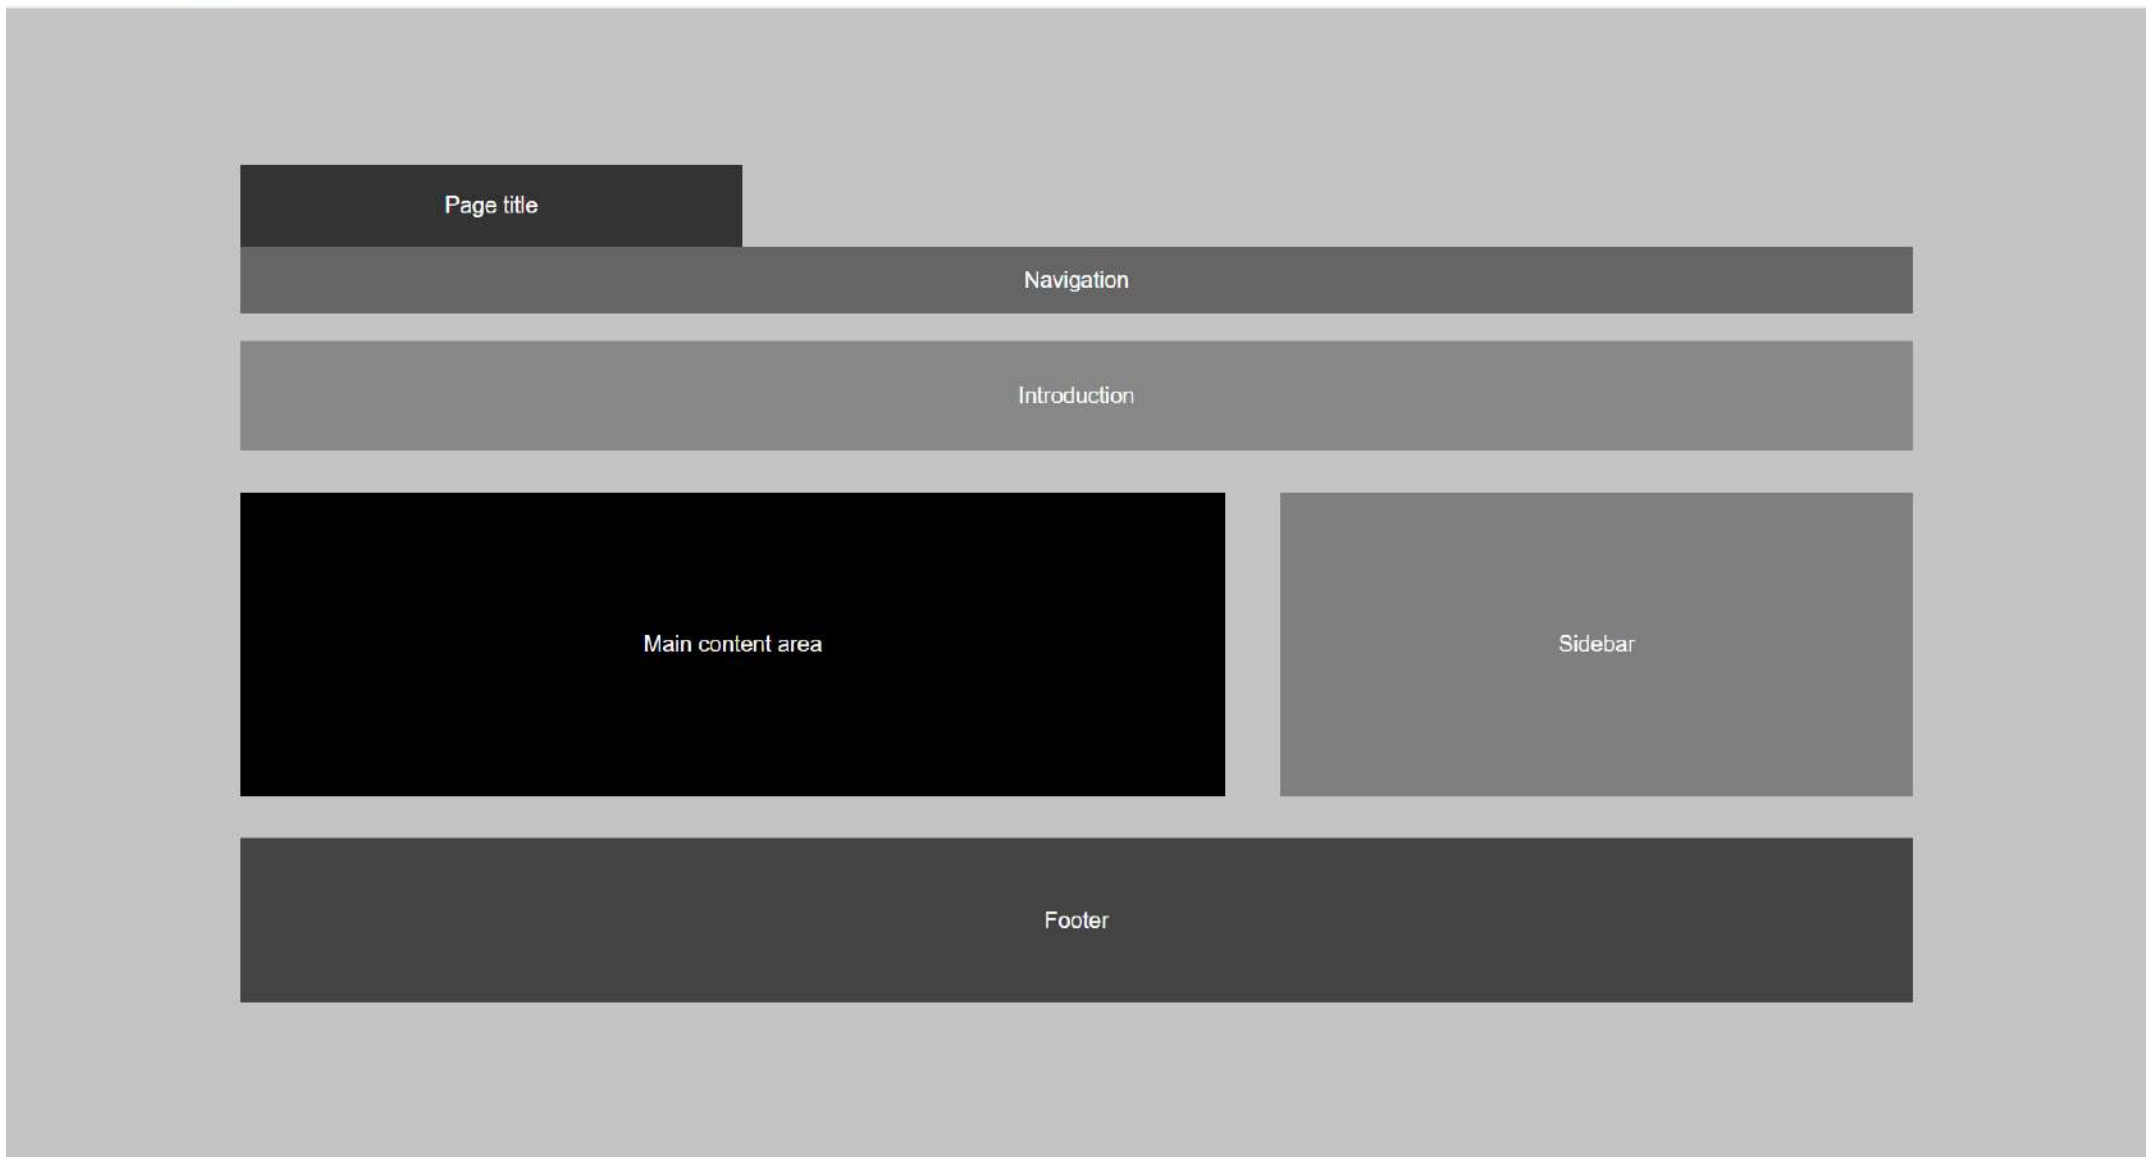 Page title
Navigation
Introduction
Main content area
Sidebar
Footer